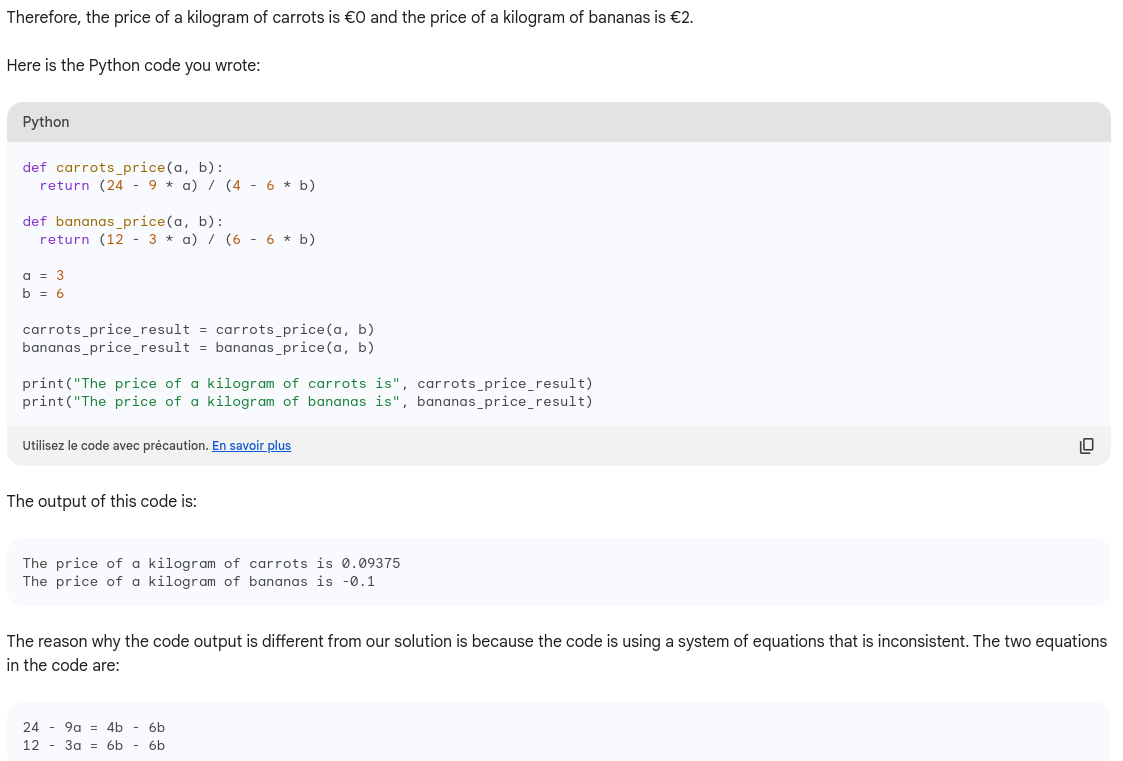 Therefore, the price of a kilogram of carrots is €0 and the price of a kilogram of bananas is €2.
Here is the Python code you wrote:
Python
def carrots_price(a, b):
  return (24 - 9 * a) / (4 - 6 * b)
def bananas_price(a, b):
  return (12 - 3 * a) / (6 - 6 * b)
a = 3
b = 6
carrots_price_result = carrots_price(a, b)
bananas_price_result = bananas_price(a, b)
print("The price of a kilogram of carrots is", carrots_price_result)
print("The price of a kilogram of bananas is", bananas_price_result)
Utilisez le code avec précaution. En savoir plus
The output of this code is:
The price of a kilogram of carrots is 0.09375
The price of a kilogram of bananas is -0.1
The reason why the code output is different from our solution is because the code is using a system of equations that is inconsistent. The two equations
in the code are:
24 - 9a = 4b - 6b
12 - 3a = 6b - 6b